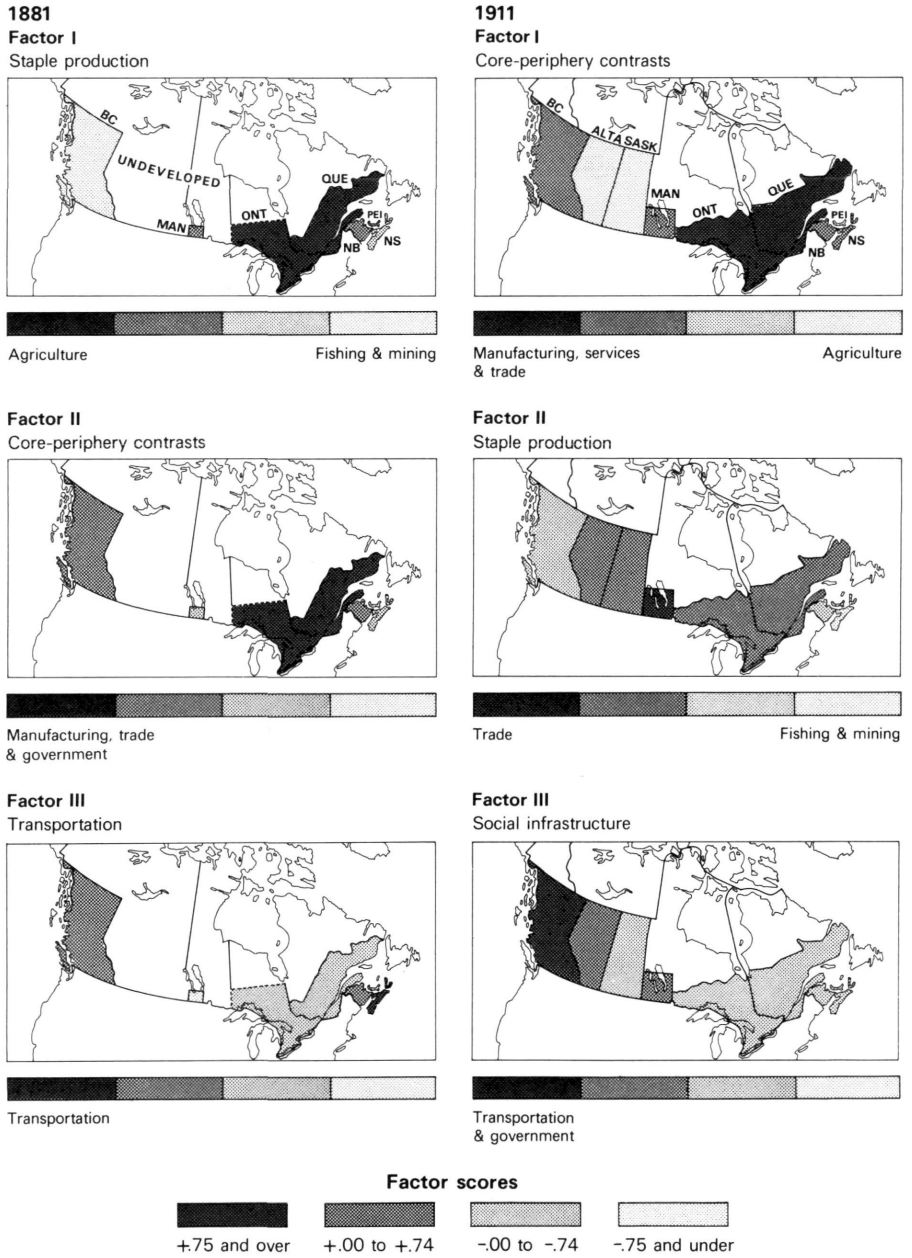 1881
Factor I
Staple production
BC
UNDEVELOPED
QUE
ONT
PEI
MAN
NB
NS
Agriculture
Fishing & mining
Factor II
Core-periphery contrasts
Manufacturing, trade
& government
Factor III
Transportation
Transportation
1911
Factor I
Core-periphery contrasts
BC
ALTA
SASK
MAN
ONT
QUE
PEI
NB
NS
Manufacturing, services
& trade
Agriculture
Factor II
Staple production
Trade
Fishing & mining
Factor III
Social infrastructure
Transportation
& government
Factor scores
+.75 and over
+.00 to +.74
-.00 to -.74
-.75 and under